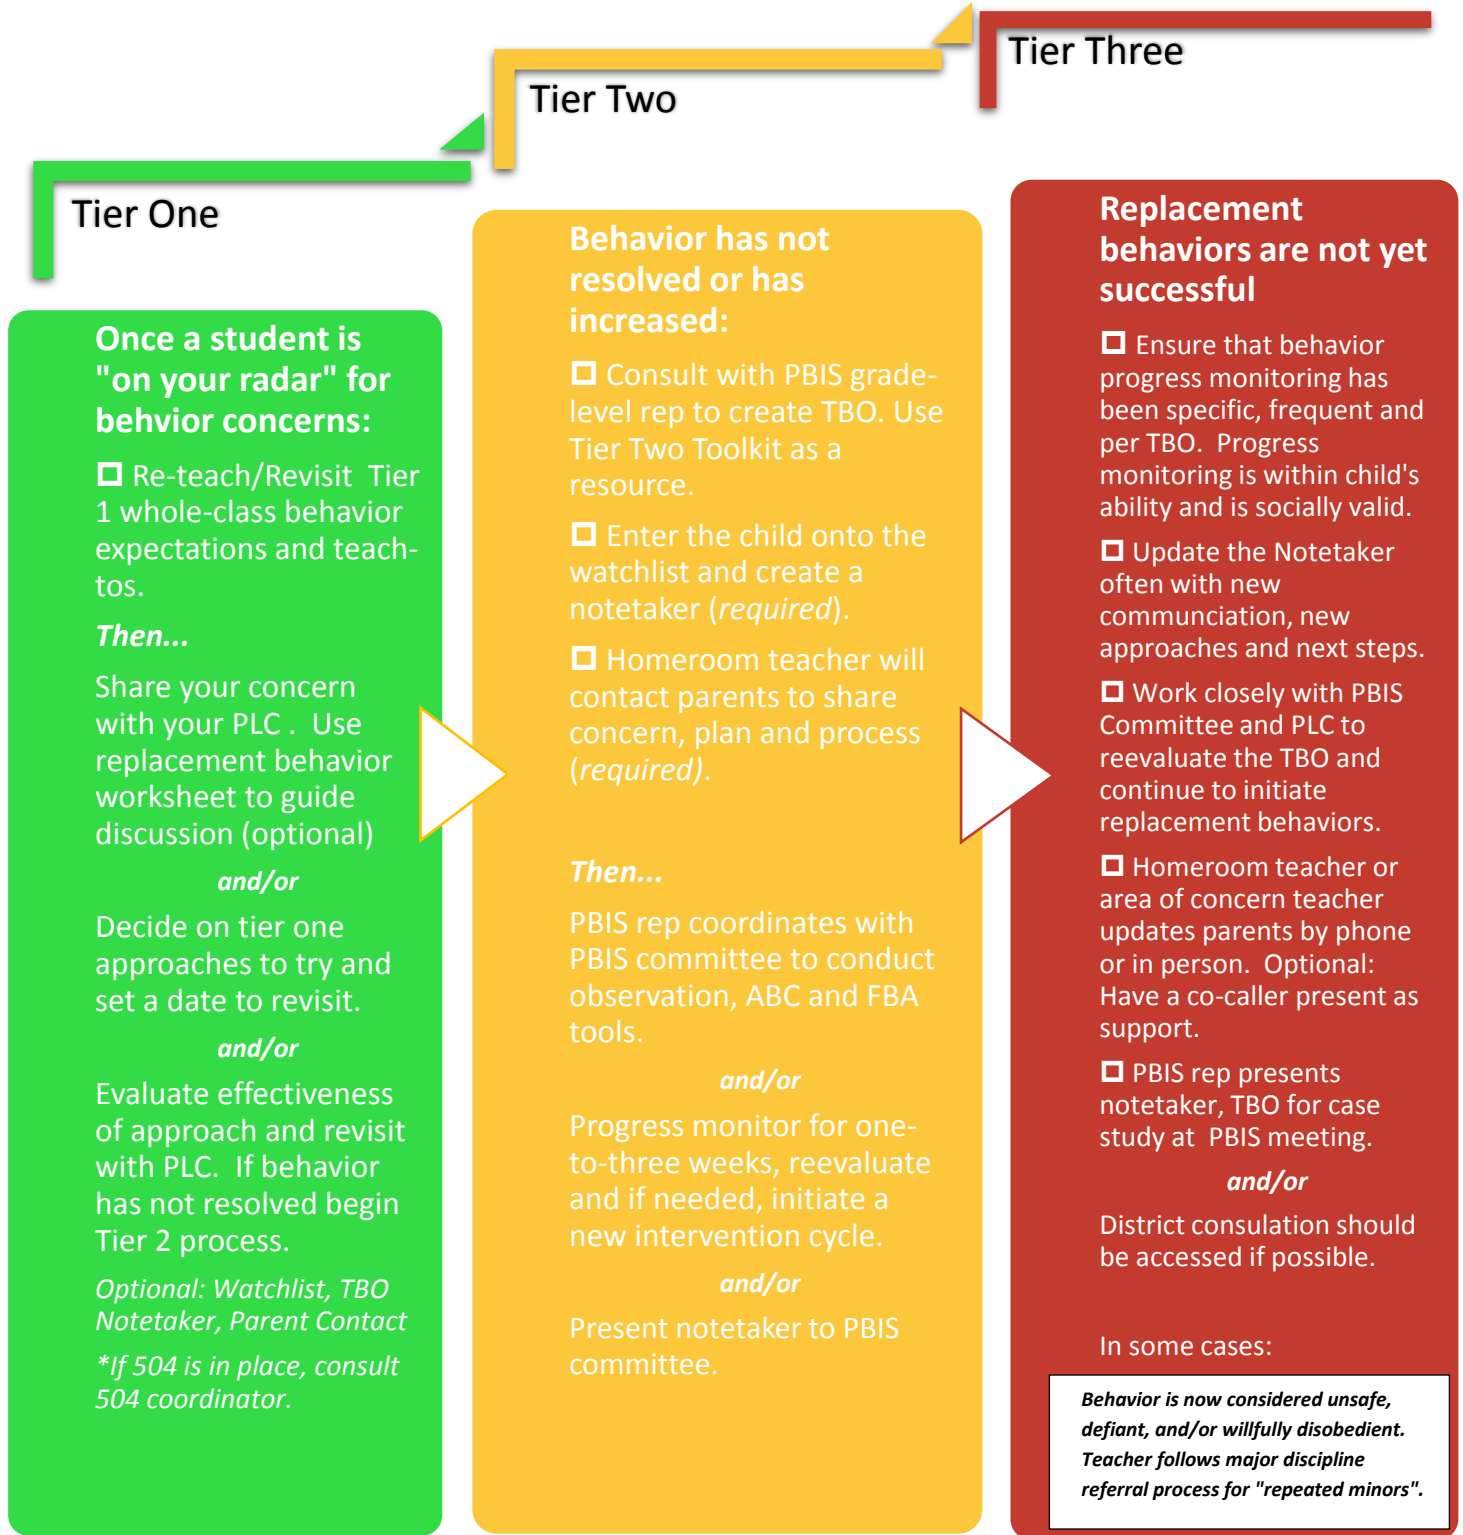 Tier One
Once a student is
"on your radar" for
behvior concerns:
Re-teach/Revisit Tier
1 whole-class behavior
expectations and teach-
tos.
Then...
Share your concern
with your PLC . Use
replacement behavior
worksheet to guide
discussion (optional)
and/or
Decide on tier one
approaches to try and
set a date to revisit.
and/or
Evaluate effectiveness
of approach and revisit
with PLC. If behavior
has not resolved begin
Tier 2 process.
Optional: Watchlist, TBO
Notetaker, Parent Contact
*If 504 is in place, consult
504 coordinator.
Tier Two
Behavior has not
resolved or has
increased:
Consult with PBIS grade-
level rep to create TBO. Use
Tier Two Toolkit as a
resource.
Enter the child onto the
watchlist and create a
notetaker (required).
Homeroom teacher will
contact parents to share
concern, plan and process
(required).
Then...
PBIS rep coordinates with
PBIS committee to conduct
observation, ABC and FBA
tools.
and/or
Progress monitor for one-
to-three weeks, reevaluate
and if needed, initiate a
new intervention cycle.
and/or
Present notetaker to PBIS
committee.
Tier Three
Replacement
behaviors are not yet
successful
Ensure that behavior
progress monitoring has
been specific, frequent and
per TBO. Progress
monitoring is within child's
ability and is socially valid.
Update the Notetaker
often with new
communciation, new
approaches and next steps.
Work closely with PBIS
Committee and PLC to
reevaluate the TBO and
continue to initiate
replacement behaviors.
Homeroom teacher or
area of concern teacher
updates parents by phone
or in person. Optional:
Have a co-caller present as
support.
PBIS rep presents
notetaker, TBO for case
study at PBIS meeting.
and/or
District consulation should
be accessed if possible.
In some cases:
Behavior is now considered unsafe,
defiant, and/or willfully disobedient.
Teacher follows major discipline
referral process for "repeated minors".